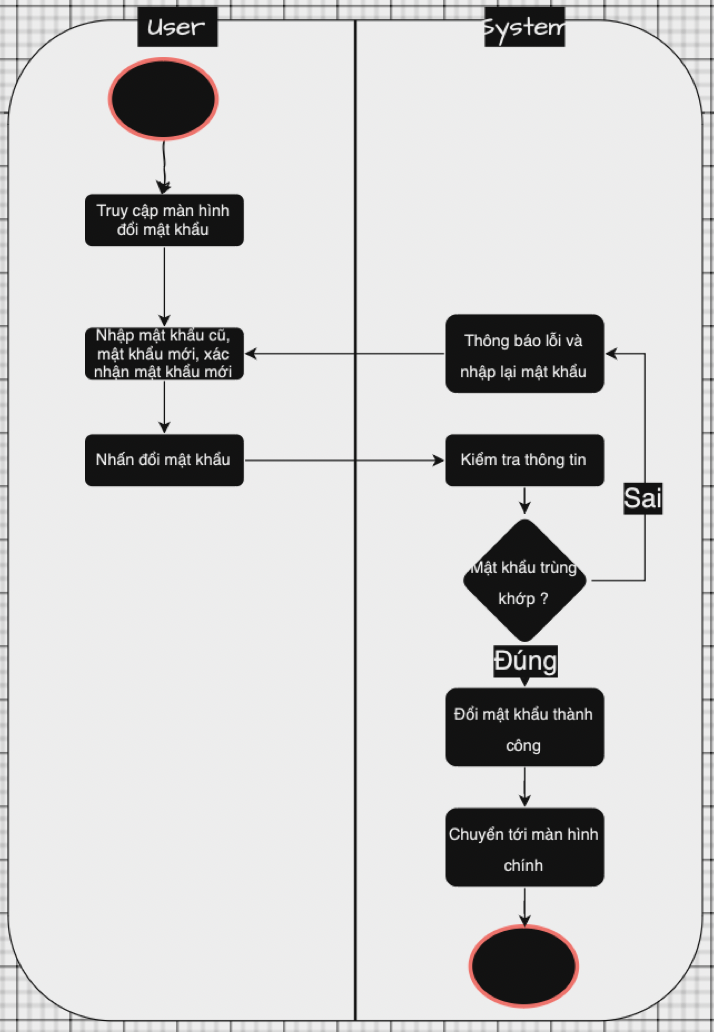 User
System
Truy cập màn hình
đổi mật khẩu
Nhập mật khẩu cũ,
mật khẩu mới, xác
nhận mật khẩu mới
Thông báo lỗi và
nhập lại mật khẩu
Nhấn đổi mật khẩu
Kiểm tra thông tin
Sai
Mật khẩu trùng
khớp ?
Đúng
Đổi mật khẩu thành
công
Chuyển tới màn hình
chính